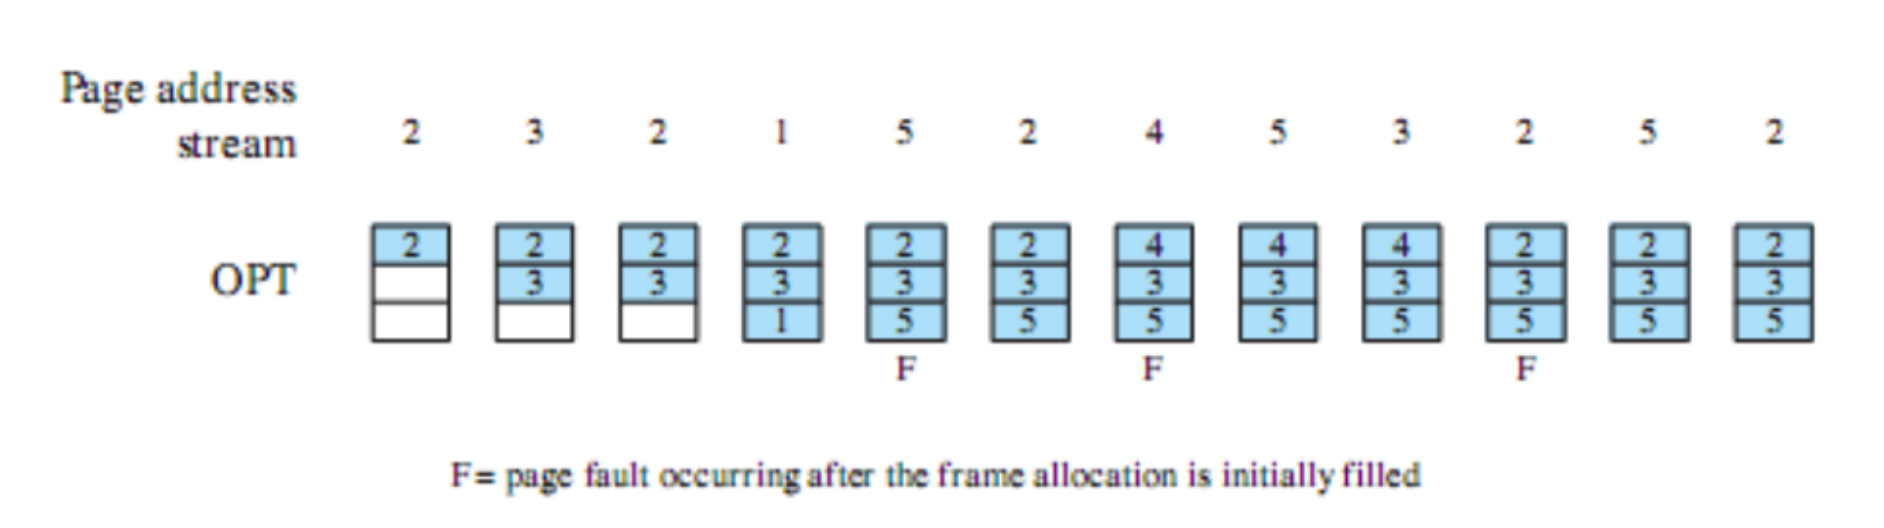 Page address
stream 2 3 2 1 5 2 4 5 3 2 5 2
OPT
2 2 2 2 2 2 4 4 4 2 2 2
3 3 3 3 3 3 3 3 3 3 3
1 5 5 5 5 5 5 5 5
F F F
F= page fault occurring after the frame allocation is initially filled